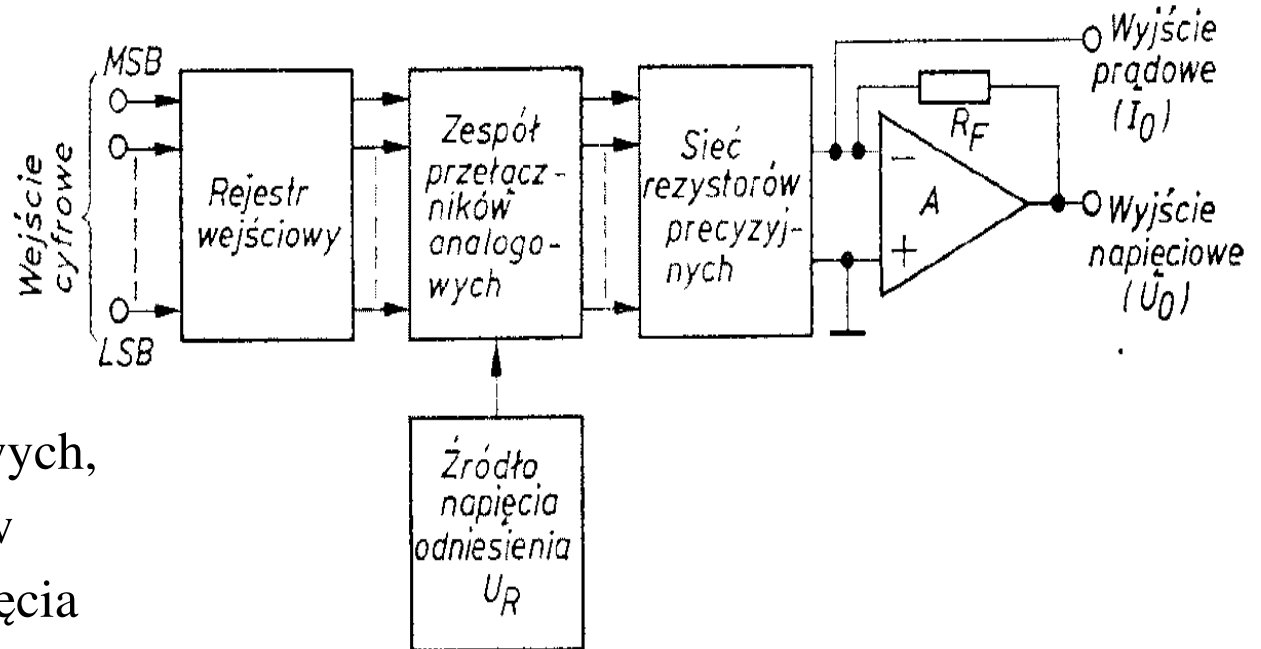 MSB
Wejście
cyfrowe
LSB
Rejestr
wejściowy
Zespół
przełącz-
ników
analogo-
wych
Sieć
rezystorów
precyzyj-
nych
Źródło
napięcia
odniesienia
U_R
R_F
-
A
+
Wyjście
prądowe
(I_0)
Wyjście
napięciowe
(U_0)
ych,
ęcia